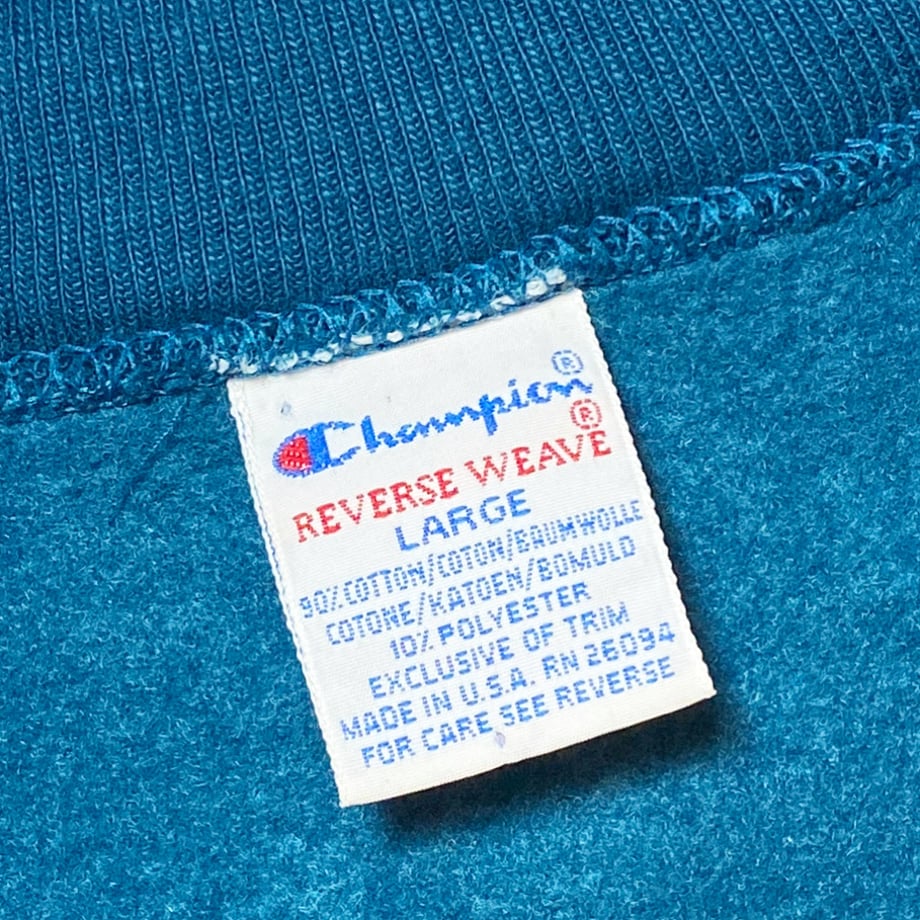 Champion®
REVERSE WEAVE®
LARGE
90% COTTON/COTON/BAUMWOLLE
COTONE/KATOEN/BOMULD
10% POLYESTER
EXCLUSIVE OF TRIM
MADE IN U.S.A. RN 26094
FOR CARE SEE REVERSE